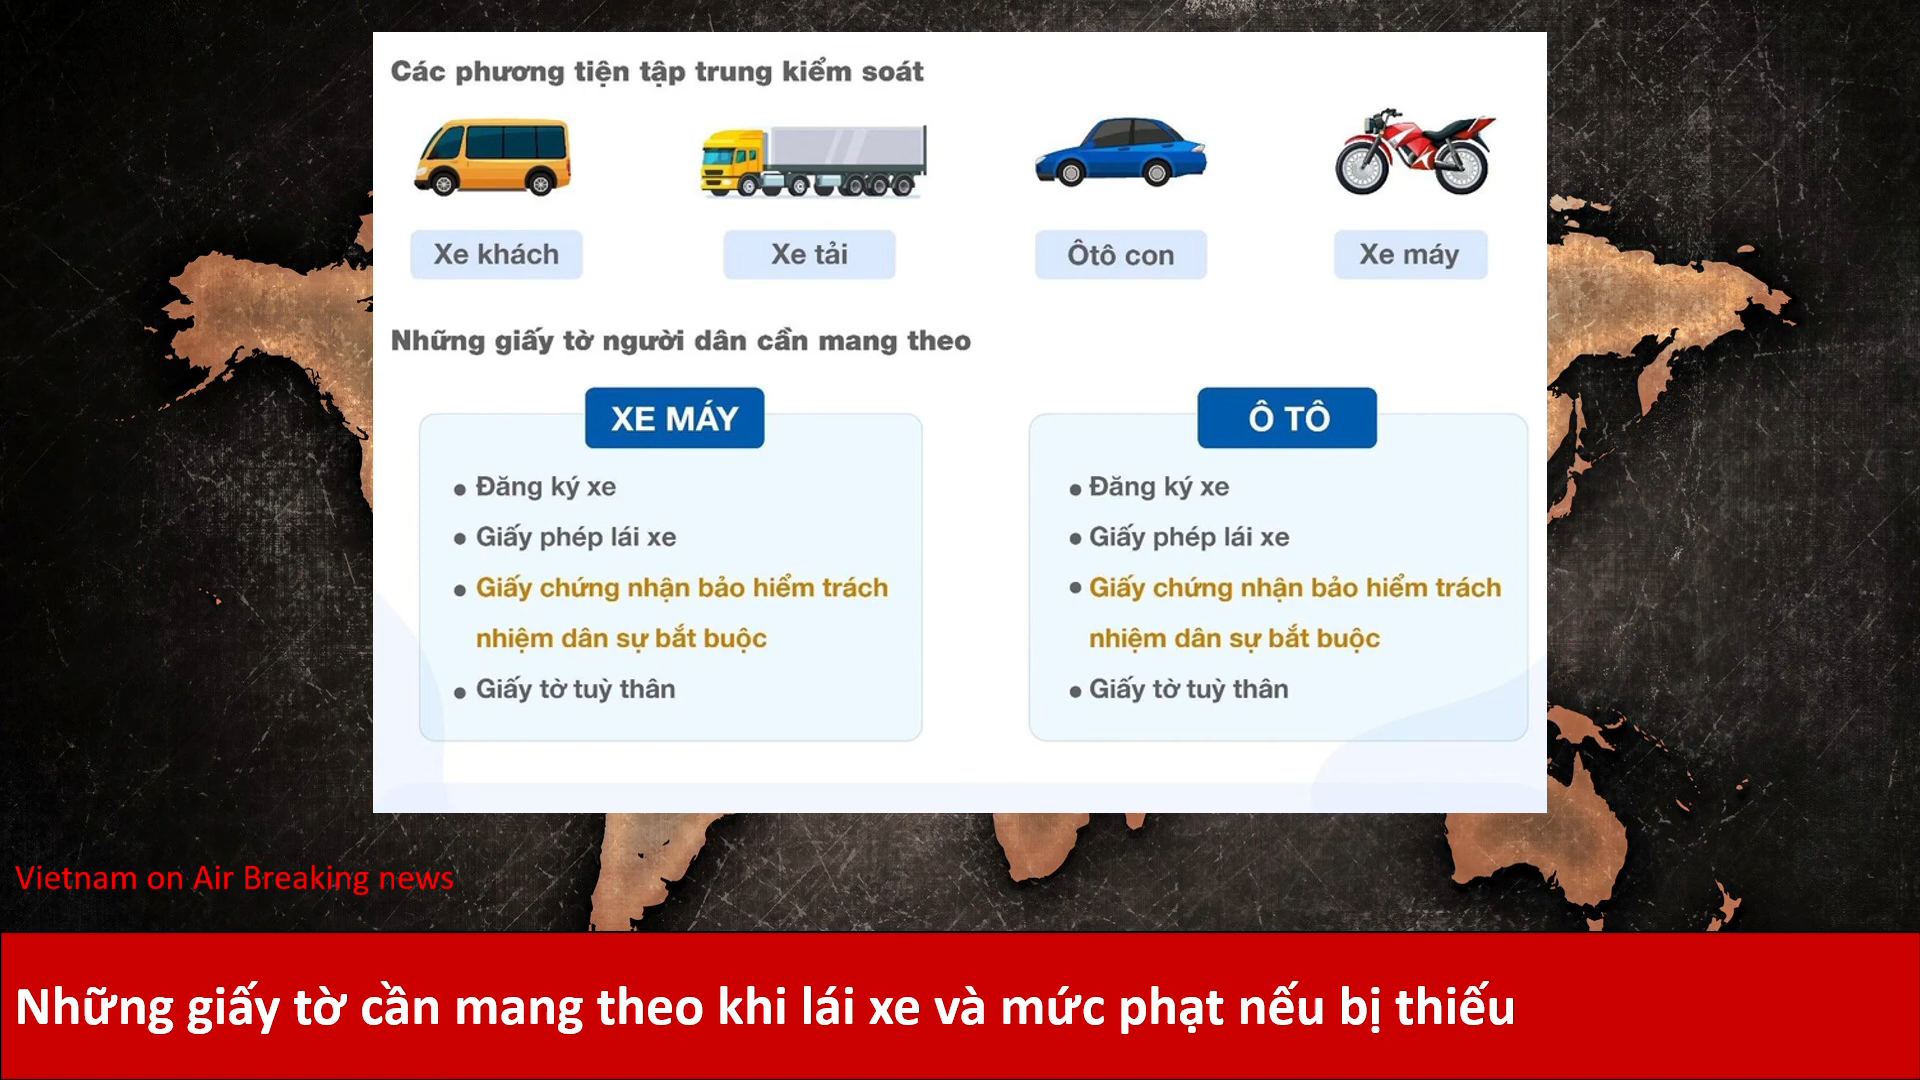 Các phương tiện tập trung kiểm soát
Xe khách
Xe tải
Ôtô con
Xe máy
Những giấy tờ người dân cần mang theo
XE MÁY
• Đăng ký xe
• Giấy phép lái xe
• Giấy chứng nhận bảo hiểm trách
nhiệm dân sự bắt buộc
• Giấy tờ tuỳ thân
Ô TÔ
• Đăng ký xe
• Giấy phép lái xe
• Giấy chứng nhận bảo hiểm trách
nhiệm dân sự bắt buộc
• Giấy tờ tuỳ thân
Vietnam on Air Breaking news
Những giấy tờ cần mang theo khi lái xe và mức phạt nếu bị thiếu